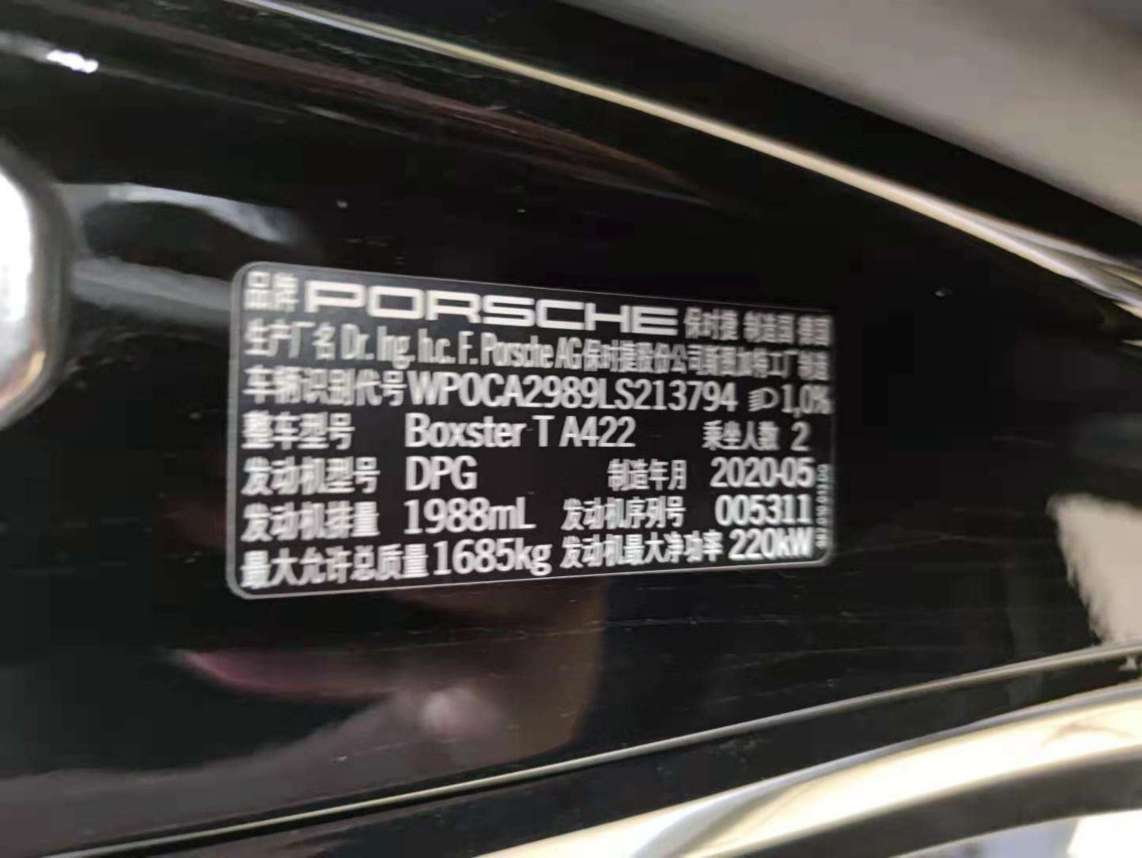 品牌 PORSCHE 保时捷 制造国 德国
生产厂名 Dr. Ing. h.c. F. Porsche AG 保时捷股份公司斯图加特工厂制造
车辆识别代号 WP0CA2989LS213794 1,0%
整车型号 Boxster T A422 乘坐人数 2
发动机型号 DPG 制造年月 2020-05
发动机排量 1988mL 发动机序列号 005311
最大允许总质量 1685kg 发动机最大净功率 220kW